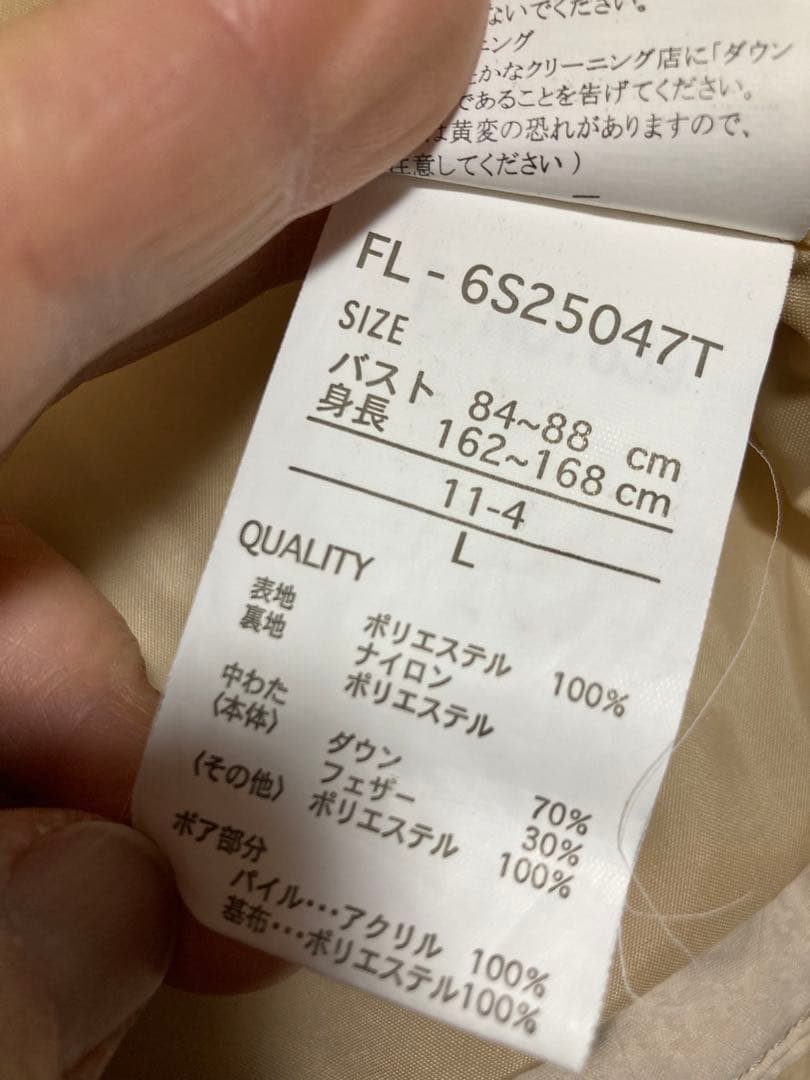 ないでください。
ニング
かなクリーニング店に「ダウン
であることを告げてください。
は黄変の恐れがありますので、
注意してください）
FL - 6S25047T
SIZE
バスト 84~88 cm
身長 162~168 cm
11-4
L
QUALITY
表地 ポリエステル 100%
裏地 ナイロン
ポリエステル
中わた
(本体) ダウン 70%
フェザー 30%
(その他) ポリエステル 100%
ボア部分
パイル･･･アクリル 100%
基布･･･ポリエステル100%